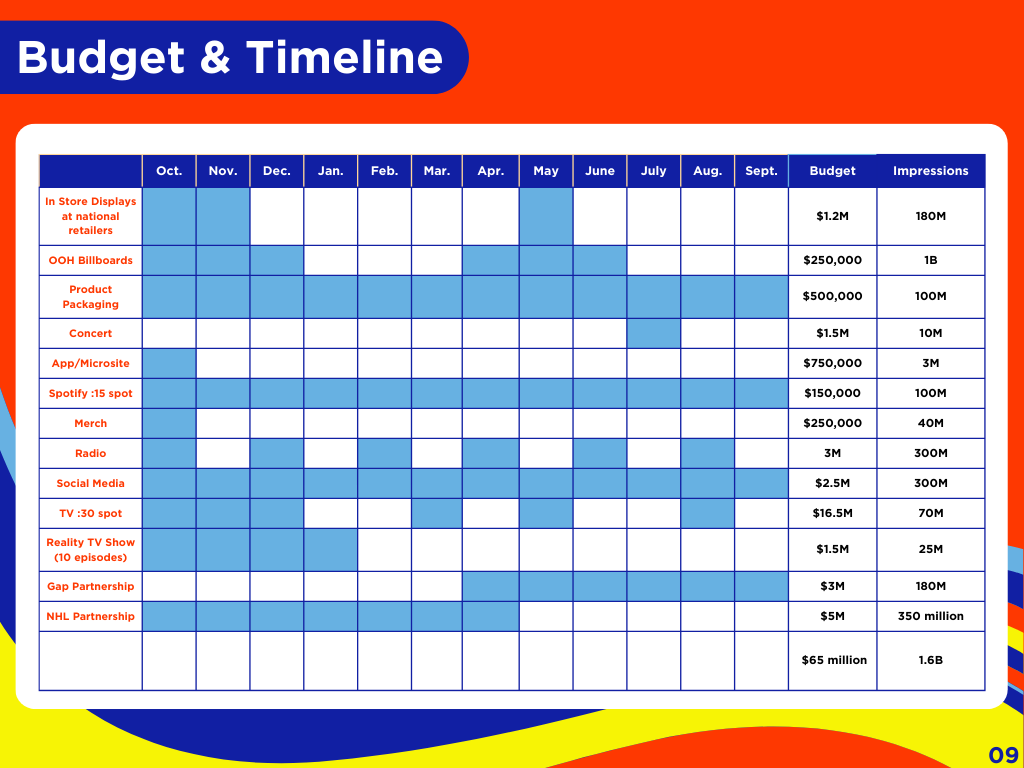 Budget & Timeline
Oct. Nov. Dec. Jan. Feb. Mar. Apr. May June July Aug. Sept. Budget Impressions
In Store Displays
at national
retailers
$1.2M 180M
OOH Billboards $250,000 1B
Product
Packaging
$500,000 100M
Concert $1.5M 10M
App/Microsite $750,000 3M
Spotify :15 spot $150,000 100M
Merch $250,000 40M
Radio 3M 300M
Social Media $2.5M 300M
TV :30 spot $16.5M 70M
Reality TV Show
(10 episodes)
$1.5M 25M
Gap Partnership $3M 180M
NHL Partnership $5M 350 million
$65 million 1.6B
09